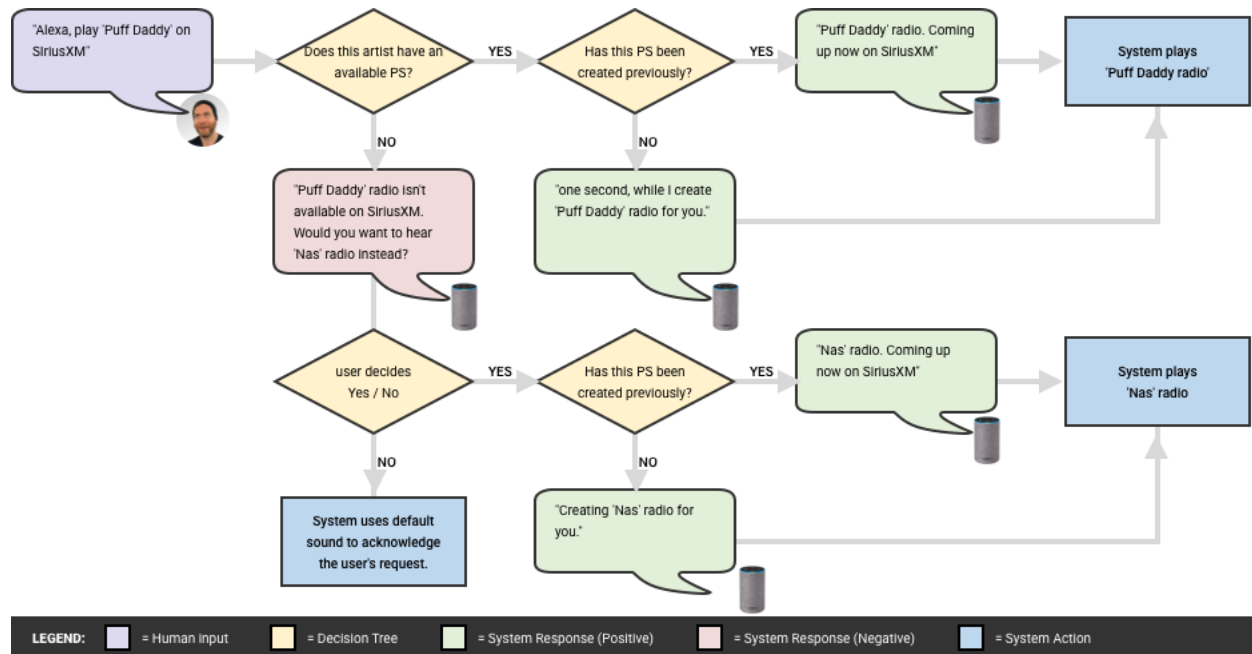 "Alexa, play 'Puff Daddy' on
SiriusXM"
Does this artist have an
available PS?
YES
Has this PS been
created previously?
YES
"Puff Daddy' radio. Coming
up now on SiriusXM"
System plays
'Puff Daddy radio'
NO
NO
"Puff Daddy' radio isn't
available on SiriusXM.
Would you want to hear
'Nas' radio instead?
"one second, while I create
'Puff Daddy' radio for you."
user decides
Yes / No
YES
Has this PS been
created previously?
YES
"Nas' radio. Coming up
now on SiriusXM"
System plays
'Nas' radio
NO
NO
System uses default
sound to acknowledge
the user's request.
"Creating 'Nas' radio for
you."
LEGEND:
= Human Input
= Decision Tree
= System Response (Positive)
= System Response (Negative)
= System Action